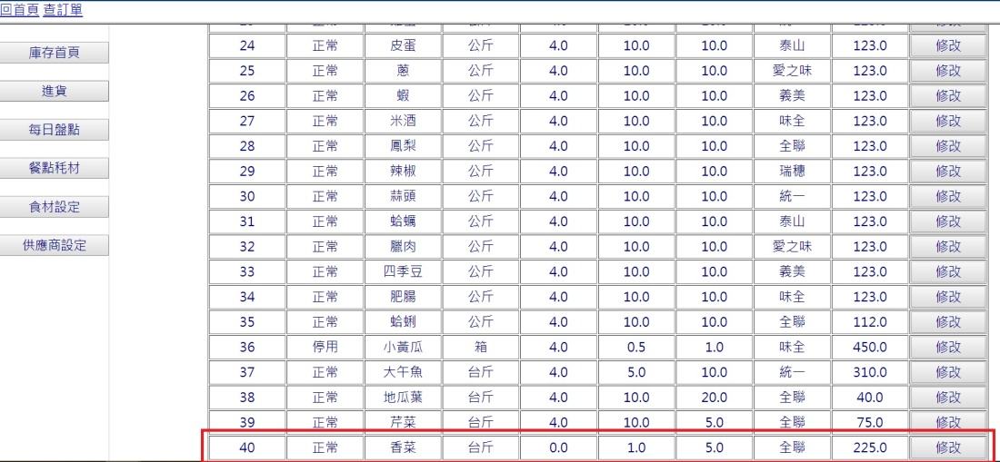 回首頁 查訂單
庫存首頁
進貨
每日盤點
餐點耗材
食材設定
供應商設定
24 正常 皮蛋 公斤 4.0 10.0 10.0 泰山 123.0 修改
25 正常 蔥 公斤 4.0 10.0 10.0 愛之味 123.0 修改
26 正常 蝦 公斤 4.0 10.0 10.0 義美 123.0 修改
27 正常 米酒 公斤 4.0 10.0 10.0 味全 123.0 修改
28 正常 鳳梨 公斤 4.0 10.0 10.0 全聯 123.0 修改
29 正常 辣椒 公斤 4.0 10.0 10.0 瑞穗 123.0 修改
30 正常 蒜頭 公斤 4.0 10.0 10.0 統一 123.0 修改
31 正常 蛤蠣 公斤 4.0 10.0 10.0 泰山 123.0 修改
32 正常 臘肉 公斤 4.0 10.0 10.0 愛之味 123.0 修改
33 正常 四季豆 公斤 4.0 10.0 10.0 義美 123.0 修改
34 正常 肥腸 公斤 4.0 10.0 10.0 味全 123.0 修改
35 正常 蛤蜊 公斤 4.0 10.0 10.0 全聯 112.0 修改
36 停用 小黃瓜 箱 4.0 0.5 1.0 味全 450.0 修改
37 正常 大午魚 台斤 4.0 5.0 10.0 統一 310.0 修改
38 正常 地瓜葉 台斤 4.0 10.0 20.0 全聯 40.0 修改
39 正常 芹菜 台斤 4.0 10.0 5.0 全聯 75.0 修改
40 正常 香菜 台斤 0.0 1.0 5.0 全聯 225.0 修改